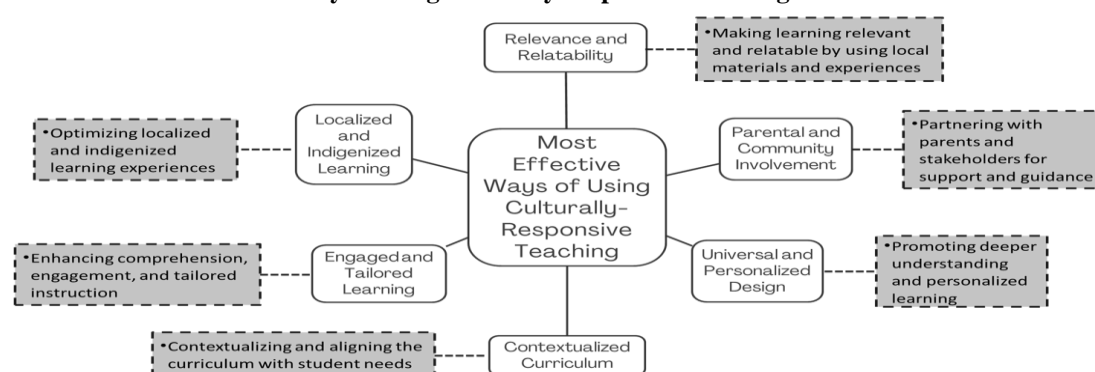 Relevance and
Relatability
•Making learning relevant
and relatable by using local
materials and experiences
Localized
and
Indigenized
Learning
•Optimizing localized
and indigenized
learning experiences
Most
Effective
Ways of Using
Culturally-
Responsive
Teaching
Parental and
Community
Involvement
•Partnering with
parents and
stakeholders for
support and guidance
Engaged and
Tailored
Learning
•Enhancing comprehension,
engagement, and tailored
instruction
Universal and
Personalized
Design
•Promoting deeper
understanding
and personalized
learning
Contextualized
Curriculum
•Contextualizing and aligning the
curriculum with student needs